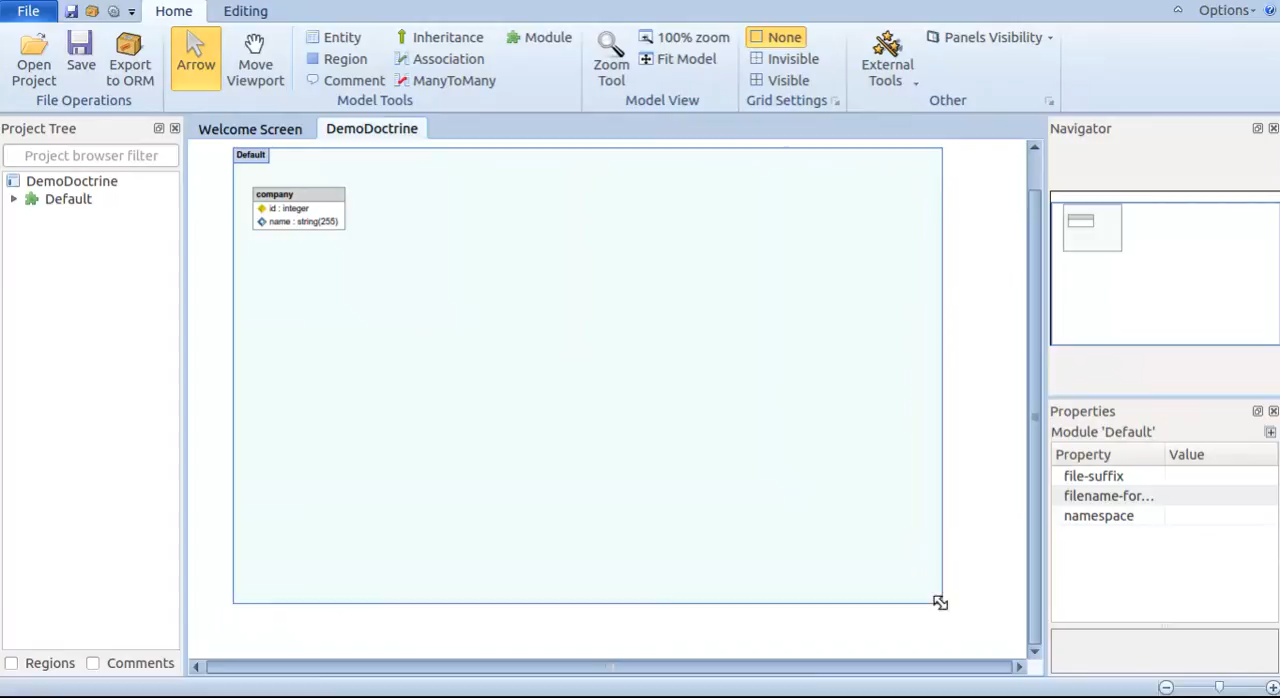 File
Home
Editing
Options
Open
Project
Save
Export
to ORM
File Operations
Arrow
Move
Viewport
Entity
Region
Comment
Inheritance
Association
ManyToMany
Module
Model Tools
Zoom
Tool
100% zoom
Fit Model
Model View
None
Invisible
Visible
Grid Settings
External
Tools
Panels Visibility
Other
Project Tree
Project browser filter
DemoDoctrine
Default
Regions
Comments
Welcome Screen
DemoDoctrine
Default
company
id : integer
name : string(255)
Navigator
Properties
Module 'Default'
Property Value
file-suffix
filename-for...
namespace